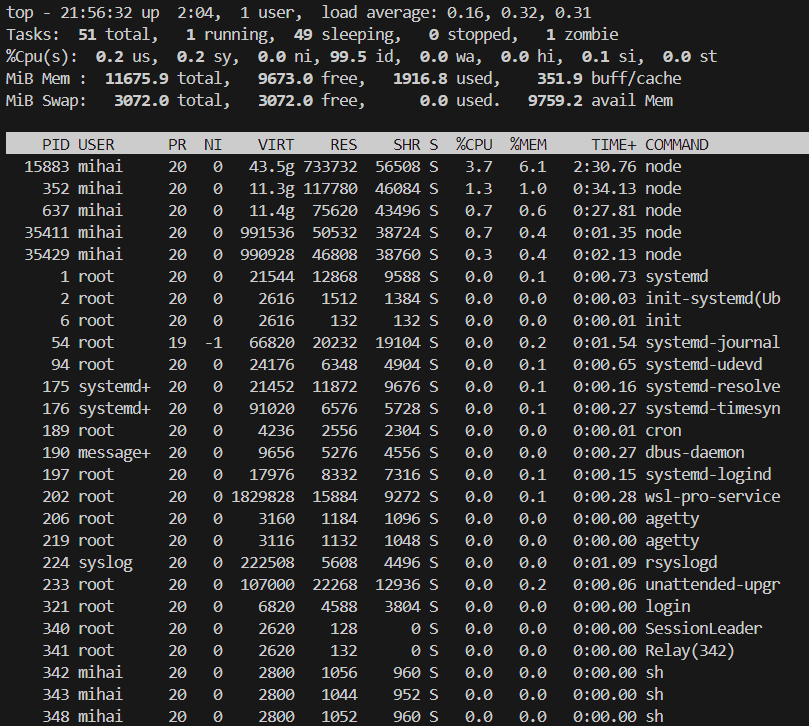 top - 21:56:32 up  2:04,  1 user,  load average: 0.16, 0.32, 0.31
Tasks:  51 total,   1 running,  49 sleeping,   0 stopped,   1 zombie
%Cpu(s):  0.2 us,  0.2 sy,  0.0 ni, 99.5 id,  0.0 wa,  0.0 hi,  0.1 si,  0.0 st
MiB Mem :  11675.9 total,   9673.0 free,   1916.8 used,    351.9 buff/cache
MiB Swap:   3072.0 total,   3072.0 free,      0.0 used.   9759.2 avail Mem
    PID USER      PR  NI    VIRT    RES    SHR S  %CPU  %MEM     TIME+ COMMAND
  15883 mihai     20   0   43.5g 733732  56508 S   3.7   6.1   2:30.76 node
    352 mihai     20   0   11.3g 117780  46084 S   1.3   1.0   0:34.13 node
    637 mihai     20   0   11.4g  75620  43496 S   0.7   0.6   0:27.81 node
  35411 mihai     20   0  991536  50532  38724 S   0.7   0.4   0:01.35 node
  35429 mihai     20   0  990928  46808  38760 S   0.3   0.4   0:02.13 node
      1 root      20   0   21544  12868   9588 S   0.0   0.1   0:00.73 systemd
      2 root      20   0    2616   1512   1384 S   0.0   0.0   0:00.03 init-systemd(Ub
      6 root      20   0    2616    132    132 S   0.0   0.0   0:00.01 init
     54 root      19  -1   66820  20232  19104 S   0.0   0.2   0:01.54 systemd-journal
     94 root      20   0   24176   6348   4904 S   0.0   0.1   0:00.65 systemd-udevd
    175 systemd+  20   0   21452  11872   9676 S   0.0   0.1   0:00.16 systemd-resolve
    176 systemd+  20   0   91020   6576   5728 S   0.0   0.1   0:00.27 systemd-timesyn
    189 root      20   0    4236   2556   2304 S   0.0   0.0   0:00.01 cron
    190 message+  20   0    9656   5276   4556 S   0.0   0.0   0:00.27 dbus-daemon
    197 root      20   0   17976   8332   7316 S   0.0   0.1   0:00.15 systemd-logind
    202 root      20   0 1829828  15884   9272 S   0.0   0.1   0:00.28 wsl-pro-service
    206 root      20   0    3160   1184   1096 S   0.0   0.0   0:00.00 agetty
    219 root      20   0    3116   1132   1048 S   0.0   0.0   0:00.00 agetty
    224 syslog    20   0  222508   5608   4496 S   0.0   0.0   0:01.09 rsyslogd
    233 root      20   0  107000  22268  12936 S   0.0   0.2   0:00.06 unattended-upgr
    321 root      20   0    6820   4588   3804 S   0.0   0.0   0:00.00 login
    340 root      20   0    2620    128      0 S   0.0   0.0   0:00.00 SessionLeader
    341 root      20   0    2620    132      0 S   0.0   0.0   0:00.00 Relay(342)
    342 mihai     20   0    2800   1056    960 S   0.0   0.0   0:00.00 sh
    343 mihai     20   0    2800   1044    952 S   0.0   0.0   0:00.00 sh
    348 mihai     20   0    2800   1052    960 S   0.0   0.0   0:00.00 sh